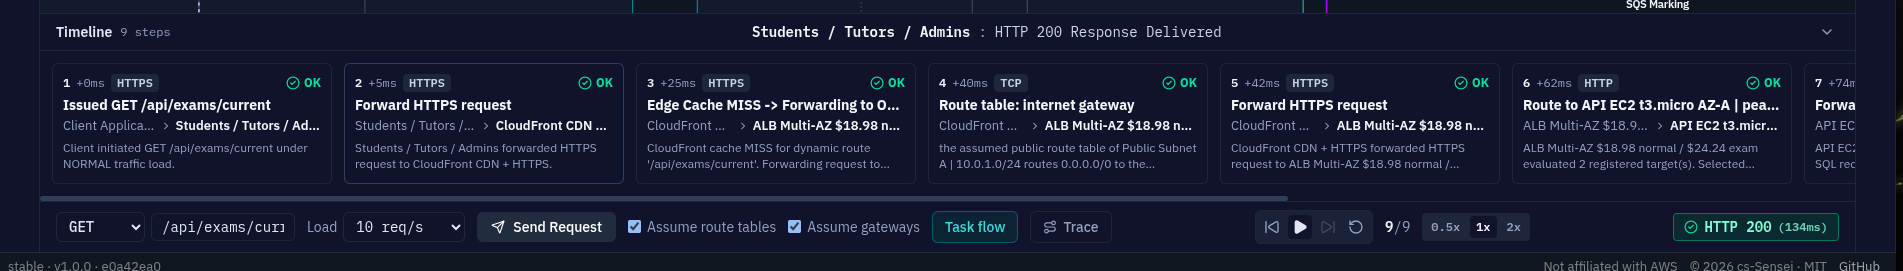 SQS Marking
Timeline 9 steps
Students / Tutors / Admins : HTTP 200 Response Delivered
1 +0ms HTTPS OK
Issued GET /api/exams/current
Client Applica... > Students / Tutors / Ad...
Client initiated GET /api/exams/current under
NORMAL traffic load.
2 +5ms HTTPS OK
Forward HTTPS request
Students / Tutors /... > CloudFront CDN ...
Students / Tutors / Admins forwarded HTTPS
request to CloudFront CDN + HTTPS.
3 +25ms HTTPS OK
Edge Cache MISS -> Forwarding to O...
CloudFront ... > ALB Multi-AZ $18.98 n...
CloudFront cache MISS for dynamic route
'/api/exams/current'. Forwarding request to...
4 +40ms TCP OK
Route table: internet gateway
CloudFront ... > ALB Multi-AZ $18.98 n...
the assumed public route table of Public Subnet
A | 10.0.1.0/24 routes 0.0.0.0/0 to the...
5 +42ms HTTPS OK
Forward HTTPS request
CloudFront ... > ALB Multi-AZ $18.98 n...
CloudFront CDN + HTTPS forwarded HTTPS
request to ALB Multi-AZ $18.98 normal /...
6 +62ms HTTP OK
Route to API EC2 t3.micro AZ-A | pea...
ALB Multi-AZ $18.9... > API EC2 t3.micr...
ALB Multi-AZ $18.98 normal / $24.24 exam
evaluated 2 registered target(s). Selected...
7 +74m
Forwa
API EC
API EC2
SQL rec
GET /api/exams/curr Load 10 req/s Send Request Assume route tables Assume gateways Task flow Trace 9/9 0.5x 1x 2x HTTP 200 (134ms)
stable · v1.0.0 · e0a42ea0
Not affiliated with AWS © 2026 cs-Sensei · MIT GitHub